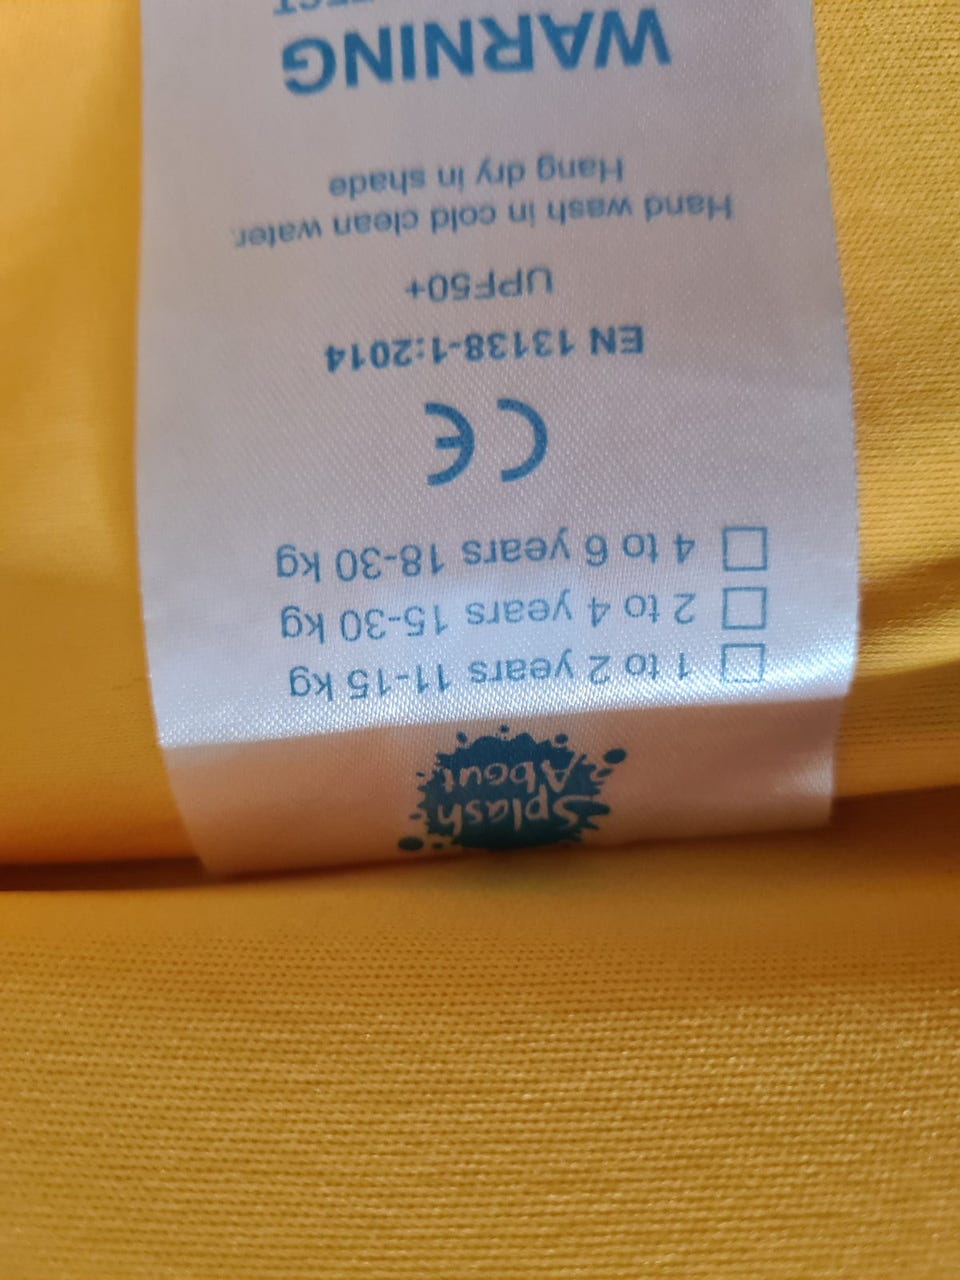 Splash
About
1 to 2 years 11-15 kg
2 to 4 years 15-30 kg
4 to 6 years 18-30 kg
CE
EN 13138-1:2014
UPF50+
Hand wash in cold clean water.
Hang dry in shade
WARNING